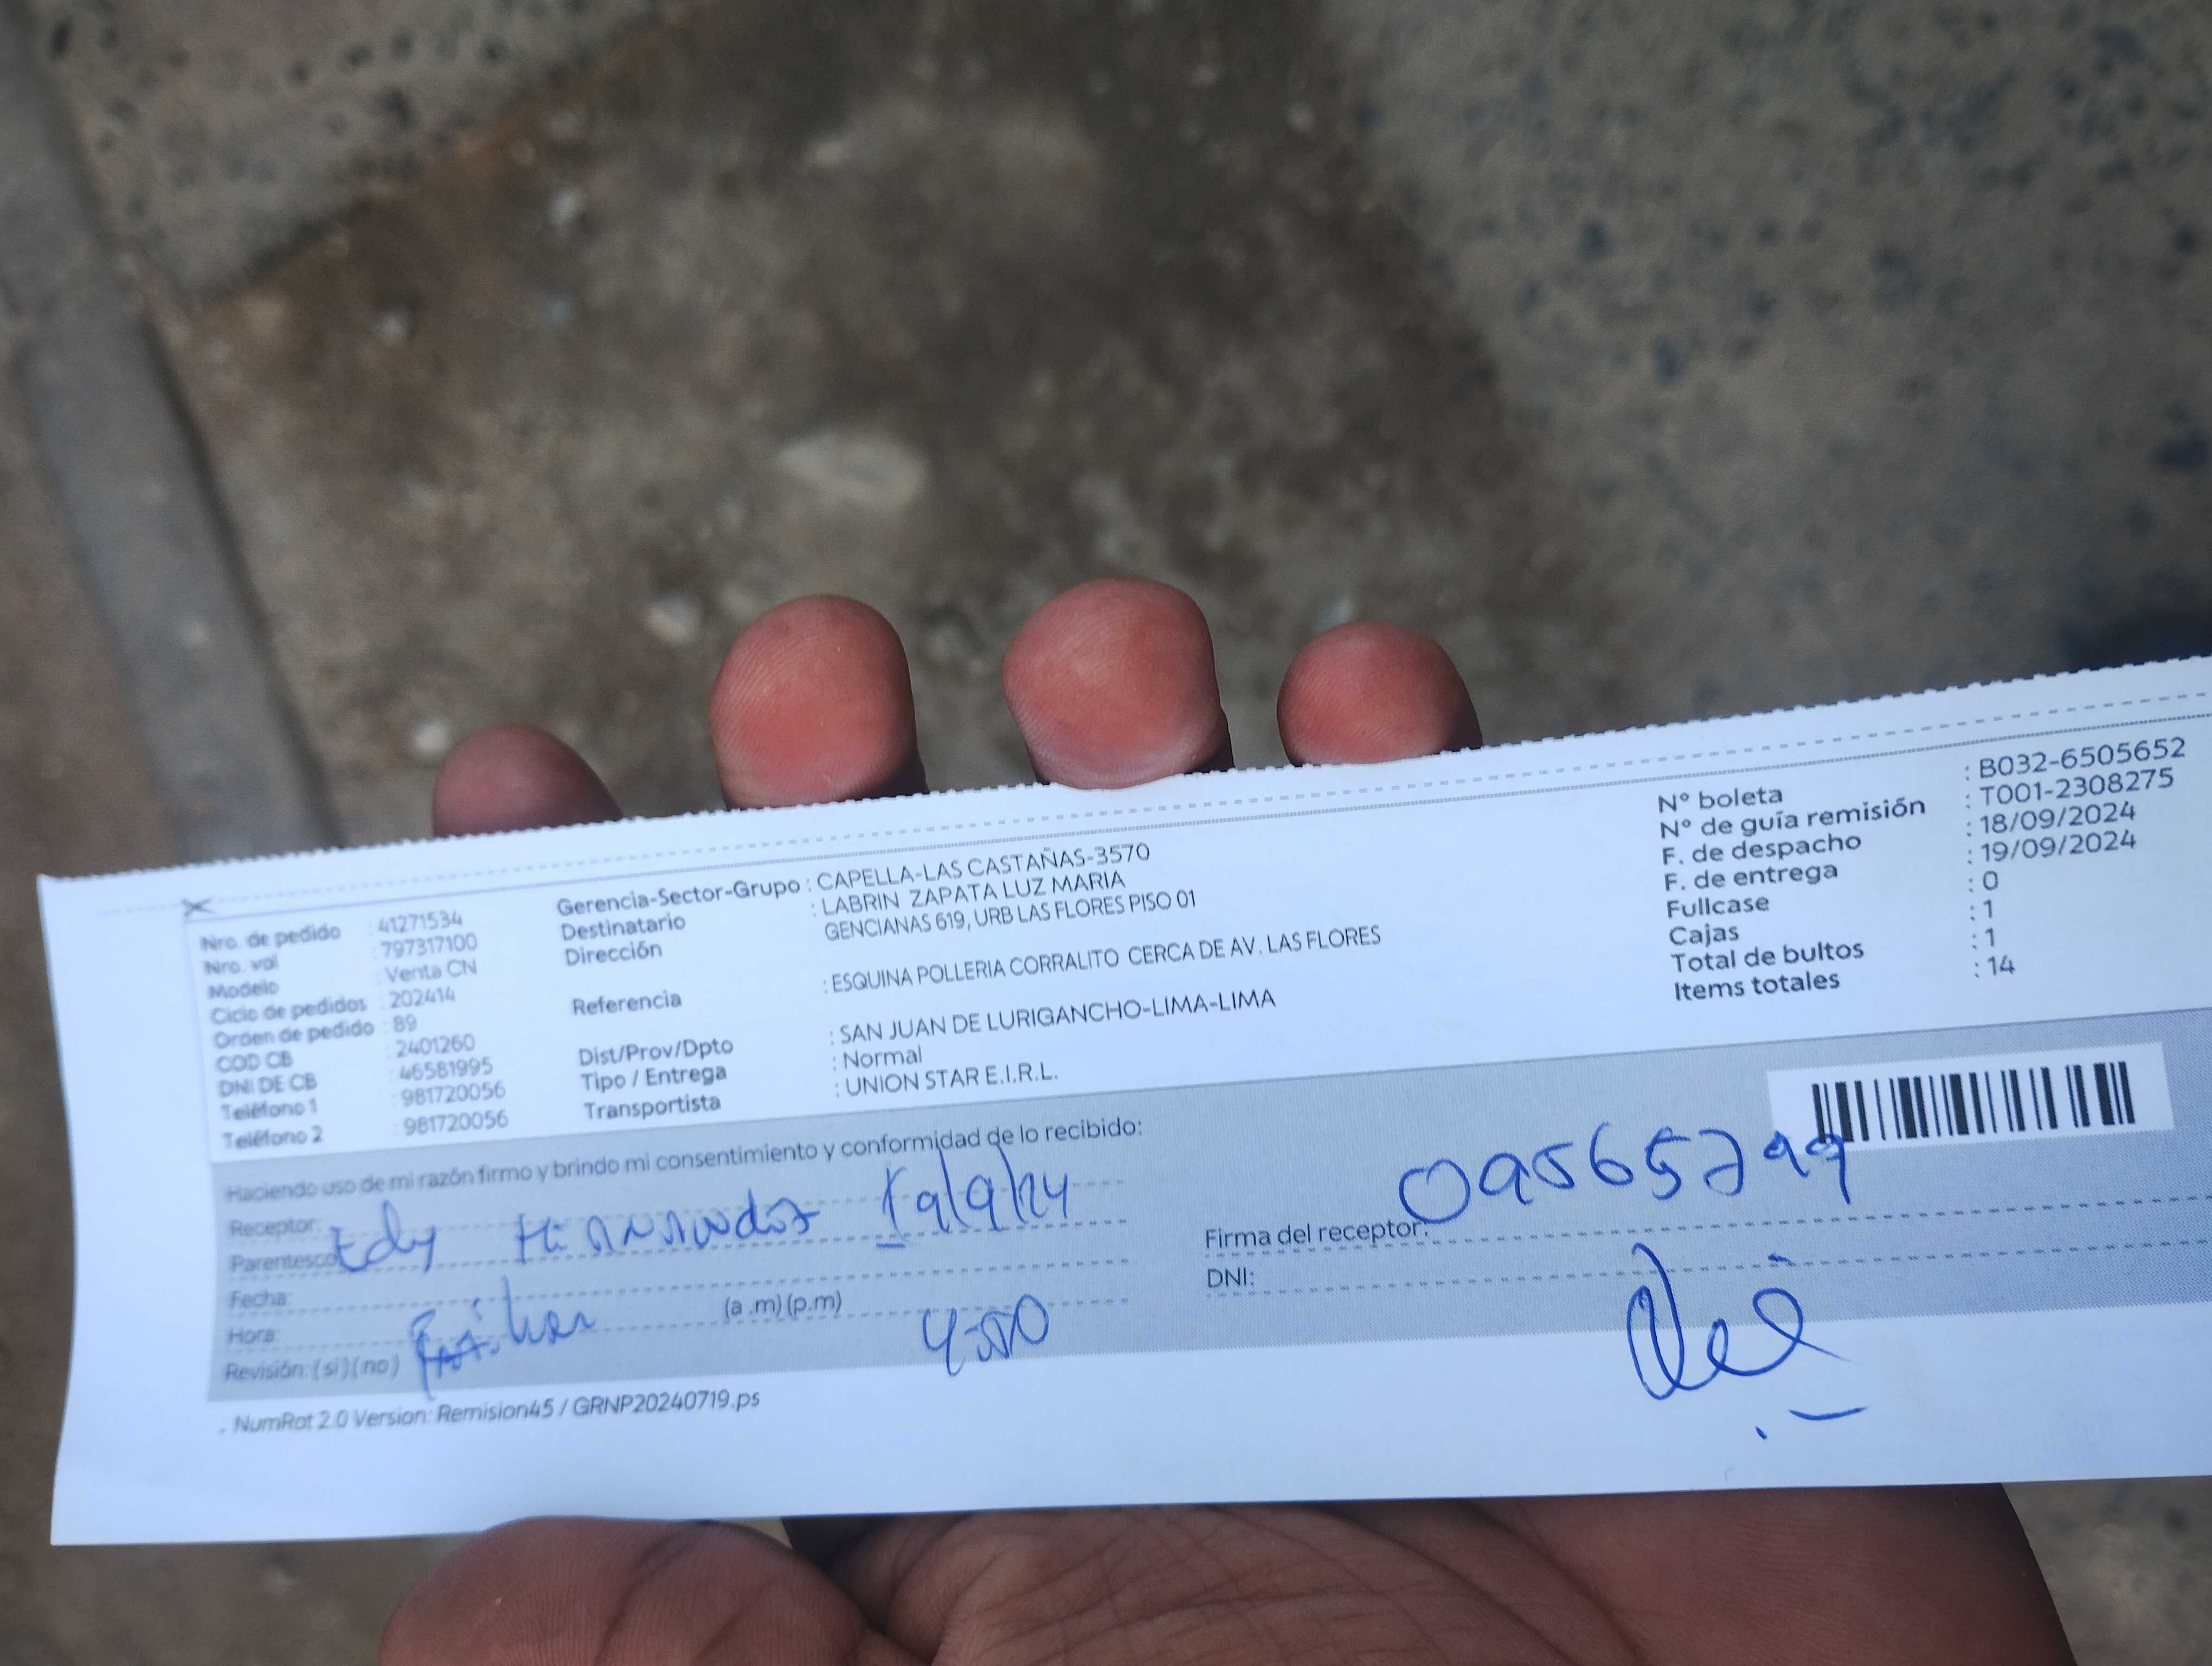 Nro. de pedido : 41271534
Nro. val : 797317100
Modelo : Venta CN
Ciclo de pedidos : 202414
Orden de pedido : 89
COD CB : 2401260
DNI DE CB : 46581995
Teléfono 1 : 981720056
Teléfono 2 : 981720056
Gerencia-Sector-Grupo : CAPELLA-LAS CASTAÑAS-3570
Destinatario : LABRIN ZAPATA LUZ MARIA
Dirección GENCIANAS 619, URB LAS FLORES PISO 01
Referencia : ESQUINA POLLERIA CORRALITO CERCA DE AV. LAS FLORES
Dist/Prov/Dpto : SAN JUAN DE LURIGANCHO-LIMA-LIMA
Tipo / Entrega : Normal
Transportista : UNION STAR E.I.R.L.
N° boleta : B032-6505652
N° de guía remisión : T001-2308275
F. de despacho : 18/09/2024
F. de entrega : 19/09/2024
Fullcase : 0
Cajas : 1
Total de bultos : 1
Items totales : 14
Haciendo uso de mi razón firmo y brindo mi consentimiento y conformidad de lo recibido:
Receptor:
Parentesco: Edy 19/9/24
Fecha:
Hora: (a .m) (p.m) 4:50
Revisión: (si) (no)
09565799
Firma del receptor:
DNI:
. NumRot 2.0 Version: Remision45 / GRNP20240719.ps